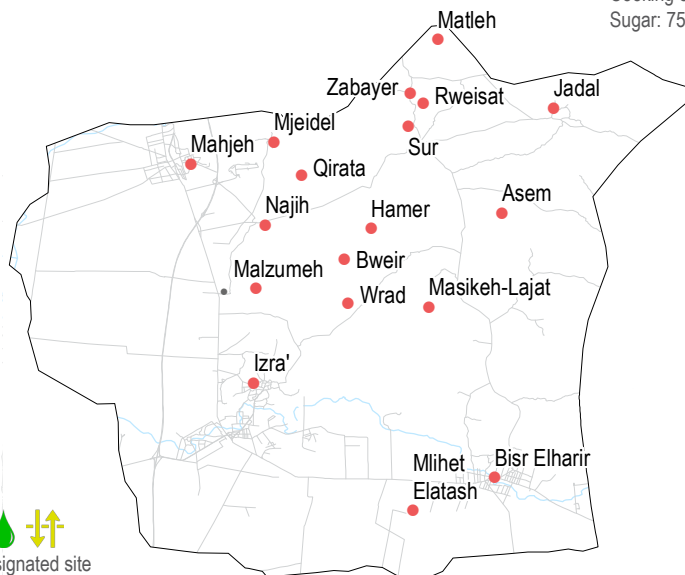 Matleh
Sugar: 75
Zabayer
Rweisat
Jadal
Sur
Mjeidel
Mahjeh
Qirata
Asem
Najih
Hamer
Bweir
Malzumeh
Wrad
Masikeh-Lajat
Izra'
Mlihet
Elatash
Bisr Elharir
signated site